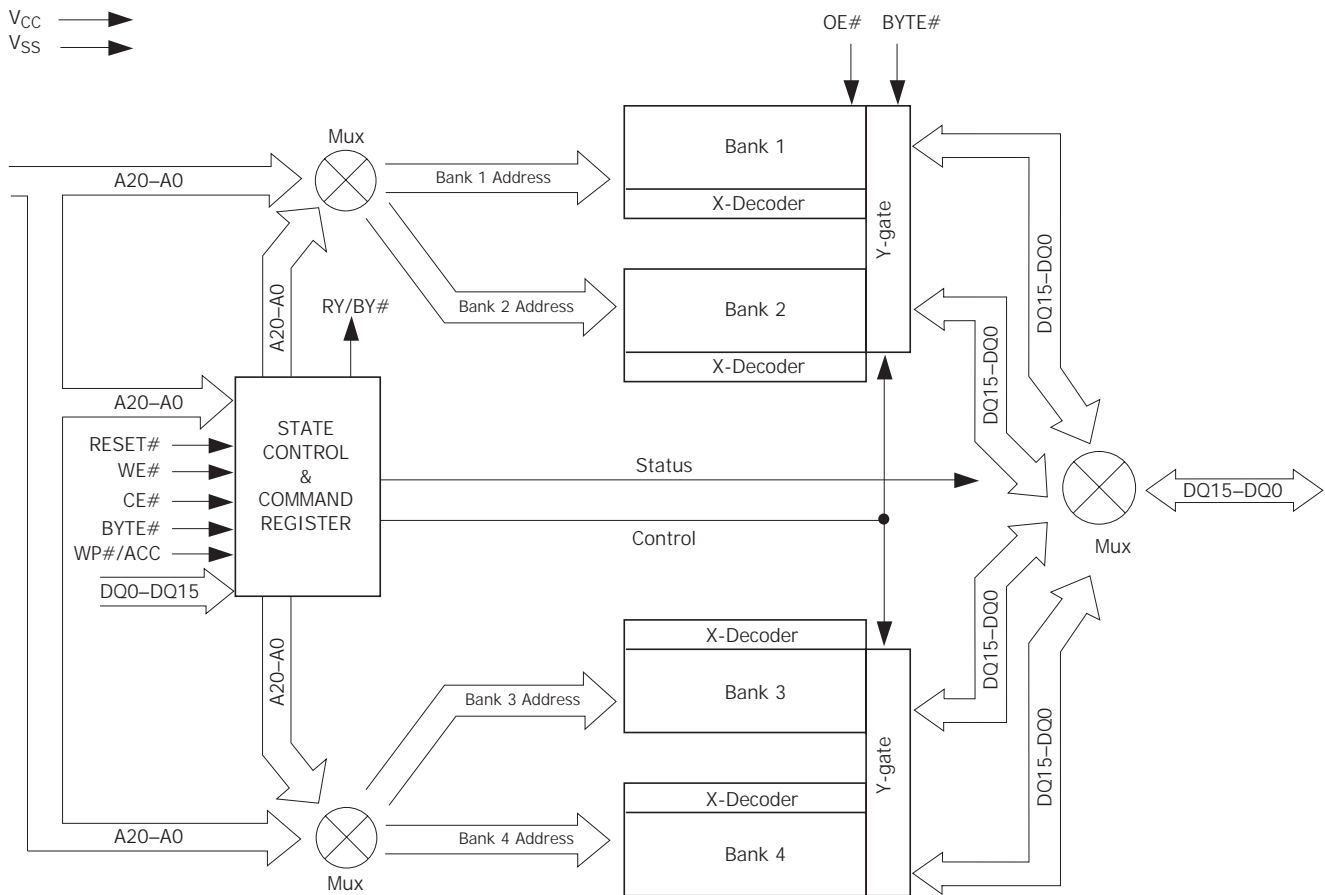 VCC
VSS
OE# BYTE#
Mux
A20–A0
Bank 1 Address
Bank 1
X-Decoder
Y-gate
DQ15–DQ0
A20–A0
RY/BY#
Bank 2 Address
Bank 2
X-Decoder
DQ15–DQ0
A20–A0
RESET#
WE#
CE#
BYTE#
WP#/ACC
DQ0–DQ15
STATE
CONTROL
&
COMMAND
REGISTER
Status
Control
DQ15–DQ0
Mux
A20–A0
X-Decoder
Bank 3 Address
Bank 3
Y-gate
DQ15–DQ0
DQ15–DQ0
X-Decoder
A20–A0
Bank 4 Address
Bank 4
Mux